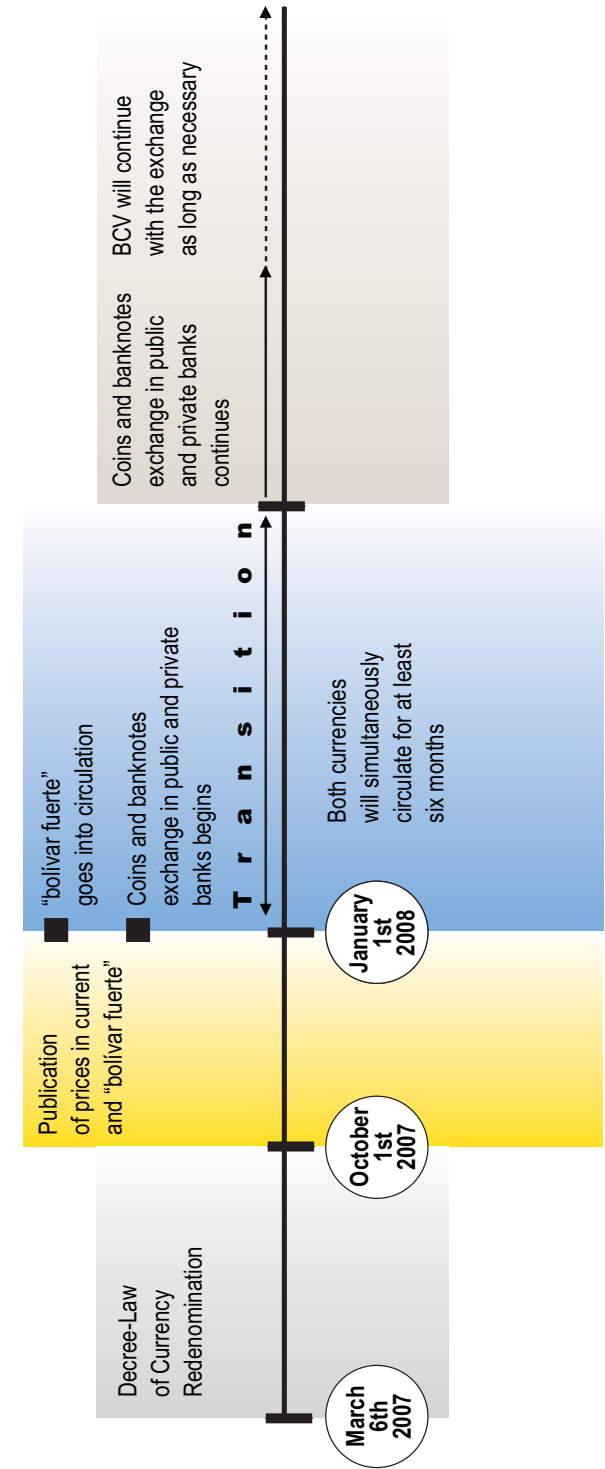 Decree-Law
of Currency
Redenomination
March
6th
2007
Publication
of prices in current
and “bolívar fuerte”
October
1st
2007
“bolívar fuerte”
goes into circulation
Coins and banknotes
exchange in public and private
banks begins
Transition
January
1st
2008
Both currencies
will simultaneously
circulate for at least
six months
Coins and banknotes
exchange in public
and private banks
continues
BCV will continue
with the exchange
as long as necessary